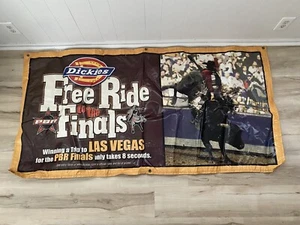 Dickies
Free Ride
to the
PBR Finals
Winning a Trip to LAS VEGAS
for the PBR Finals only takes 8 seconds.